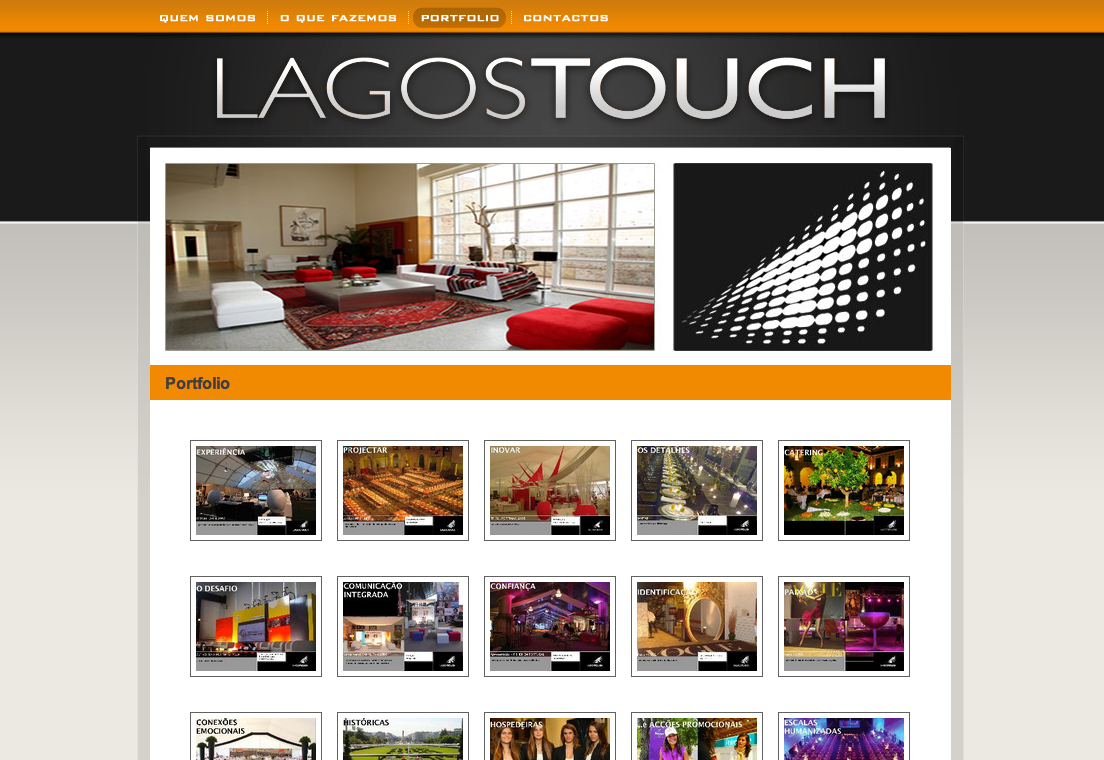 QUEM SOMOS
O QUE FAZEMOS
PORTFOLIO
CONTACTOS
LAGOSTOUCH
Portfolio
EXPERIÊNCIA
PROJECTAR
INOVAR
OS DETALHES
CATERING
O DESAFIO
COMUNICAÇÃO
INTEGRADA
CONFIANÇA
IDENTIFICAÇÃO
PAIXÃO
CONEXÕES
EMOCIONAIS
HISTÓRICAS
HOSPEDEIRAS
...e ACÇÕES PROMOCIONAIS
ESCALAS
HUMANIZADAS